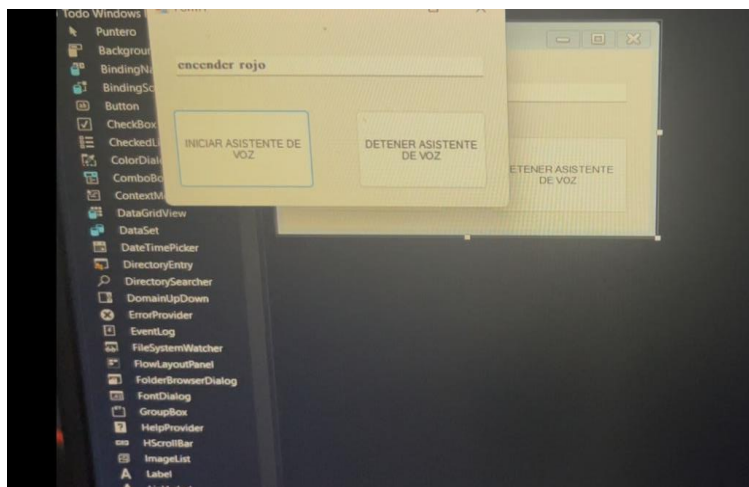 Todo Windows
Puntero
Backgrour
BindingNa
BindingSo
Button
CheckBox
CheckedL
ColorDial
ComboBo
ContextM
DataGridView
DataSet
DateTimePicker
DirectoryEntry
DirectorySearcher
DomainUpDown
ErrorProvider
EventLog
FileSystemWatcher
FlowLayoutPanel
FolderBrowserDialog
FontDialog
GroupBox
HelpProvider
HScrollBar
ImageList
Label
encender rojo
INICIAR ASISTENTE DE
VOZ
DETENER ASISTENTE
DE VOZ
ETENER ASISTENTE
DE VOZ